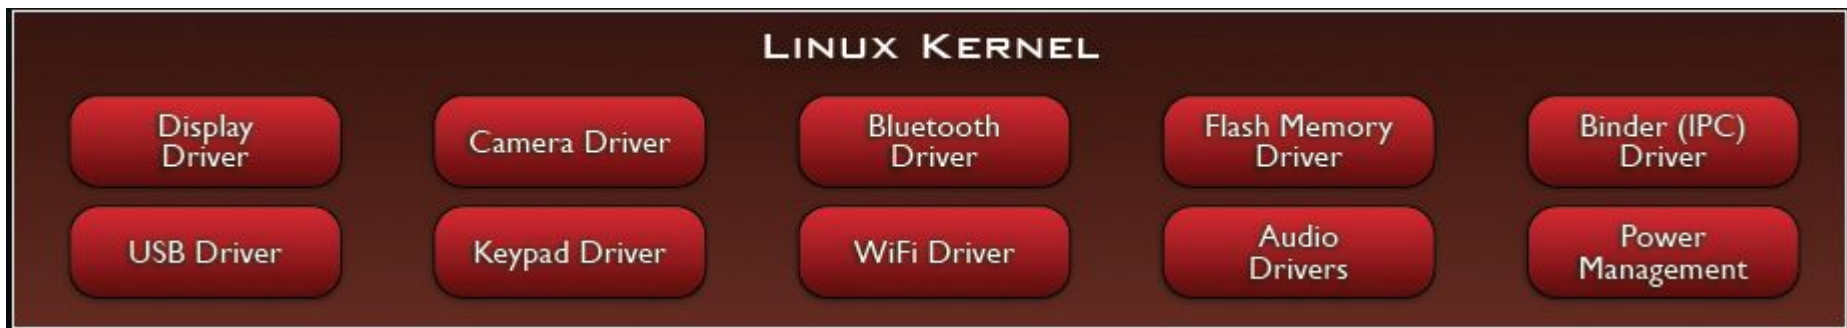 LINUX KERNEL
Display
Driver
Camera Driver
Bluetooth
Driver
Flash Memory
Driver
Binder (IPC)
Driver
USB Driver
Keypad Driver
WiFi Driver
Audio
Drivers
Power
Management